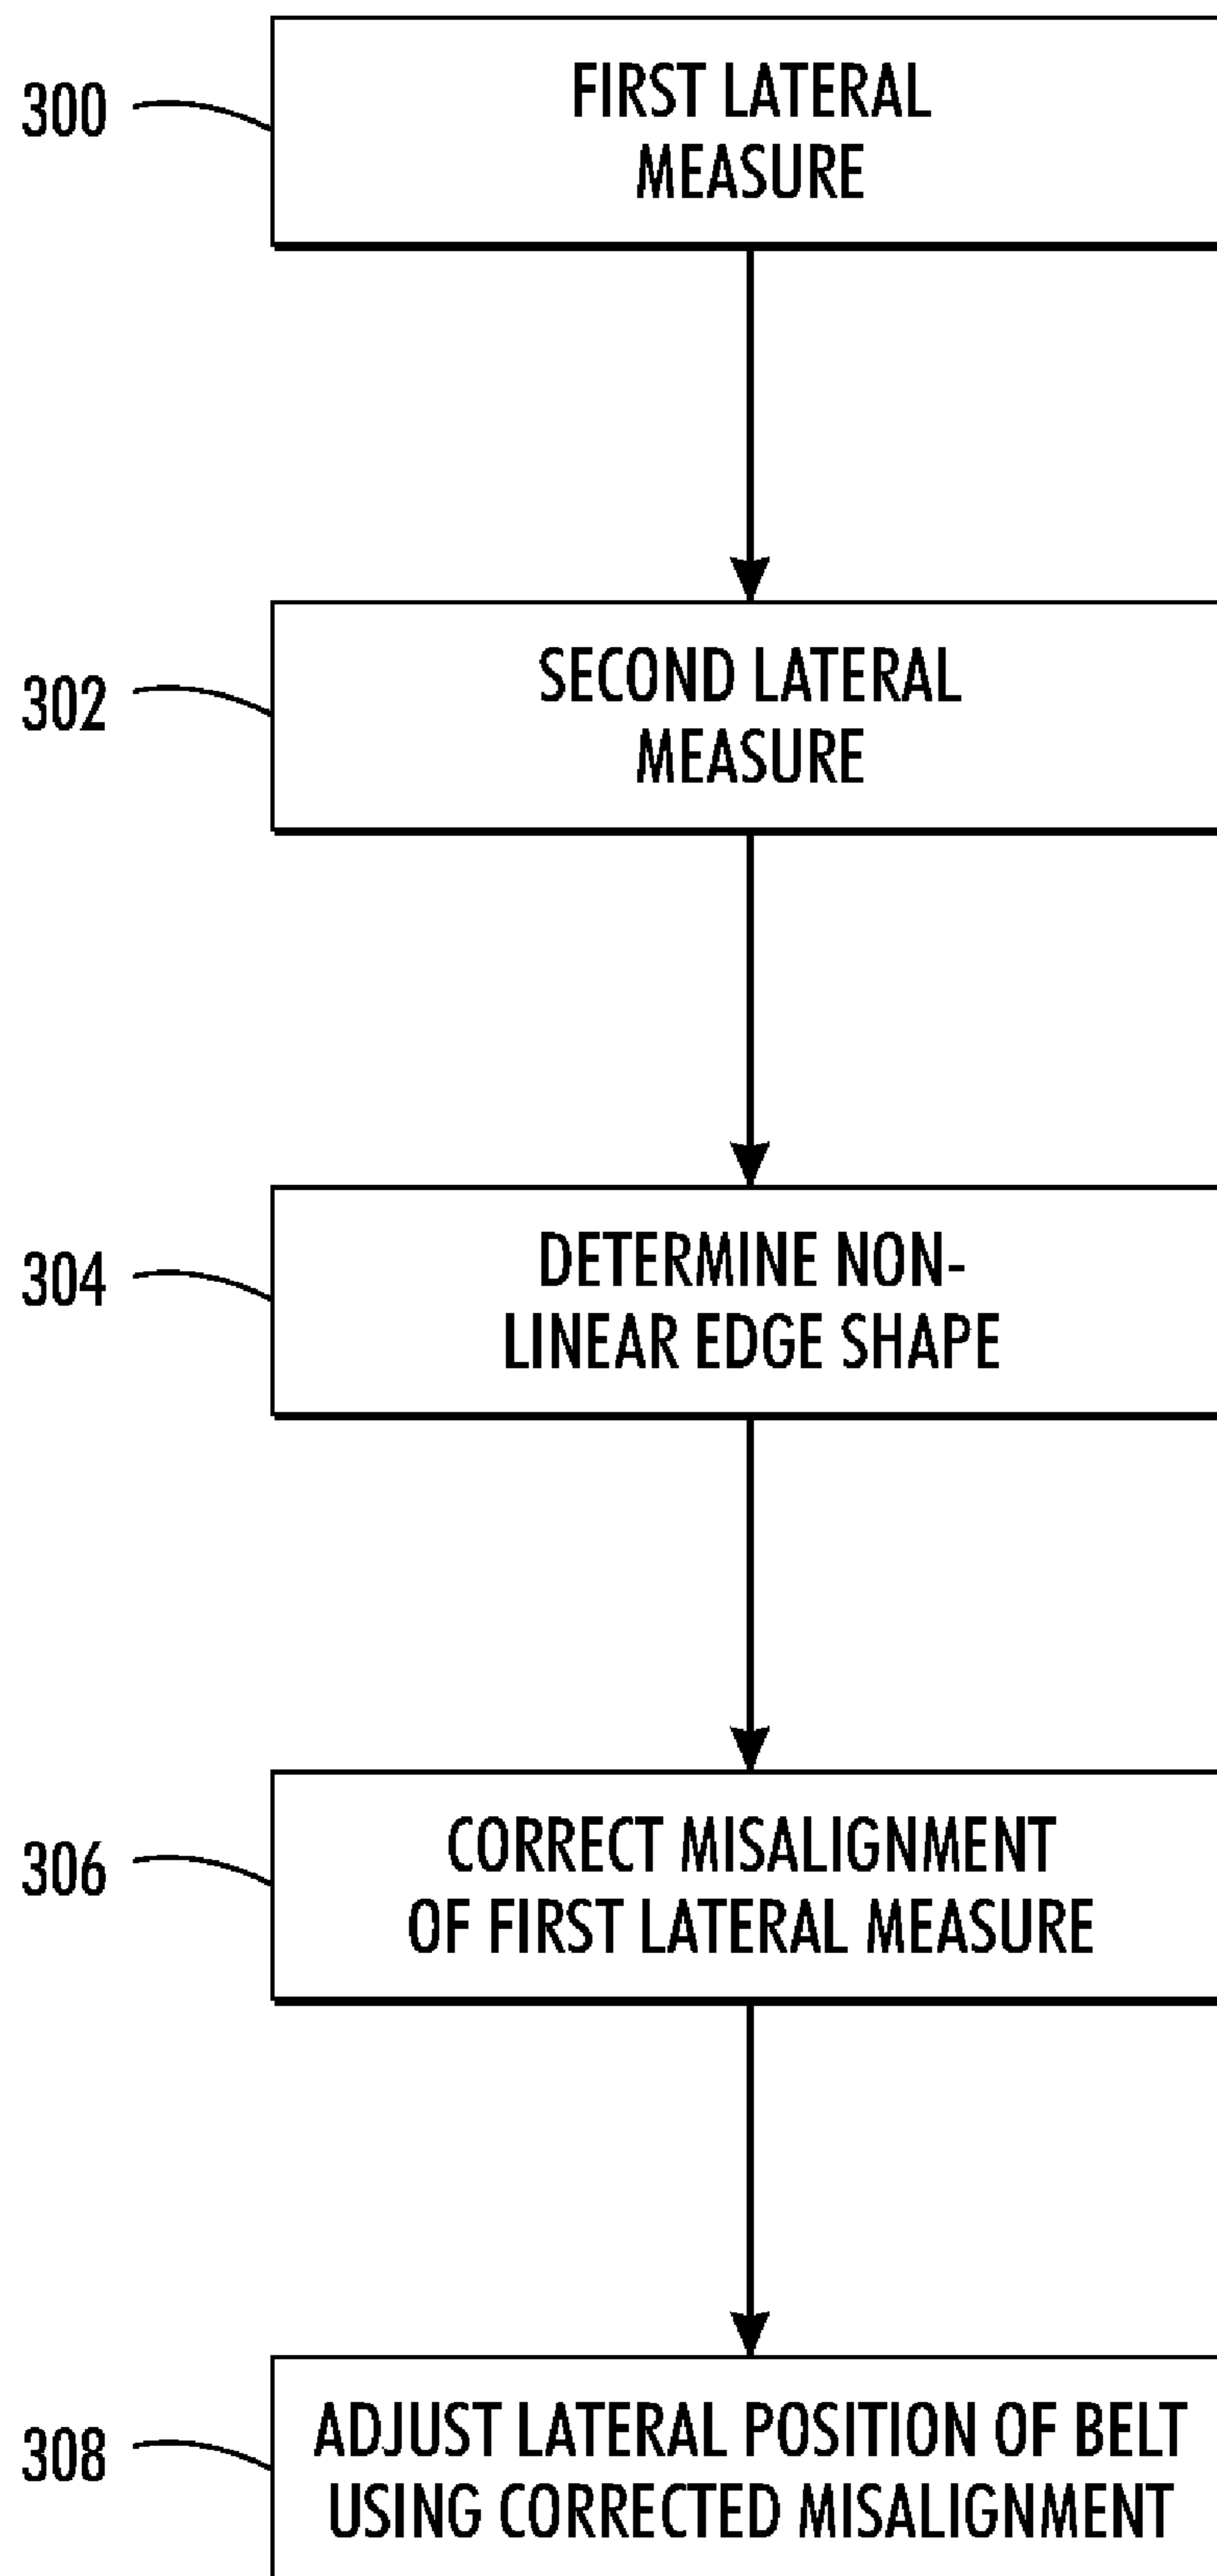 300
FIRST LATERAL
MEASURE
302
SECOND LATERAL
MEASURE
304
DETERMINE NON-
LINEAR EDGE SHAPE
306
CORRECT MISALIGNMENT
OF FIRST LATERAL MEASURE
308
ADJUST LATERAL POSITION OF BELT
USING CORRECTED MISALIGNMENT